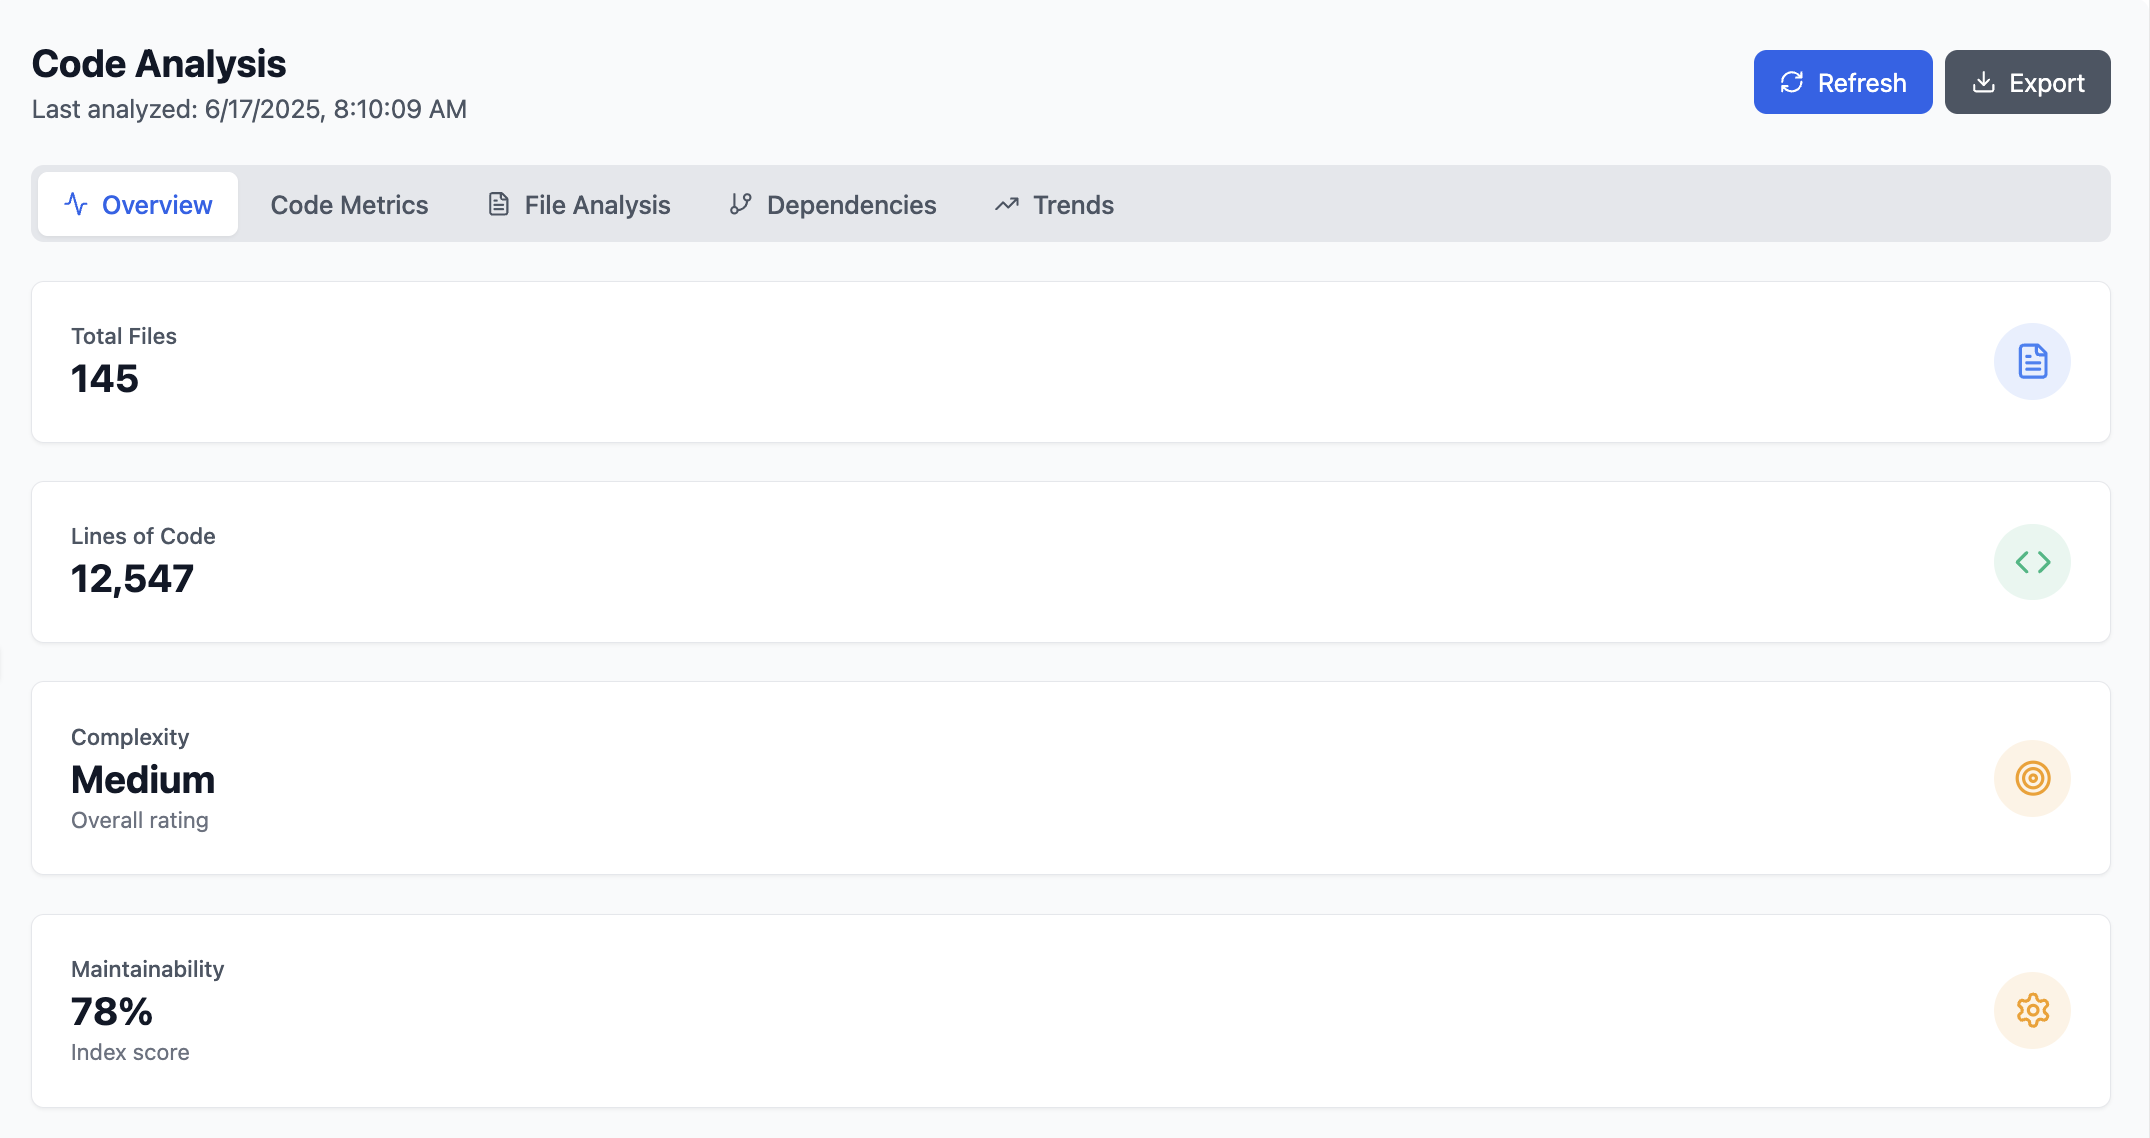 Code Analysis
Last analyzed: 6/17/2025, 8:10:09 AM
Refresh
Export
Overview
Code Metrics
File Analysis
Dependencies
Trends
Total Files
145
Lines of Code
12,547
Complexity
Medium
Overall rating
Maintainability
78%
Index score